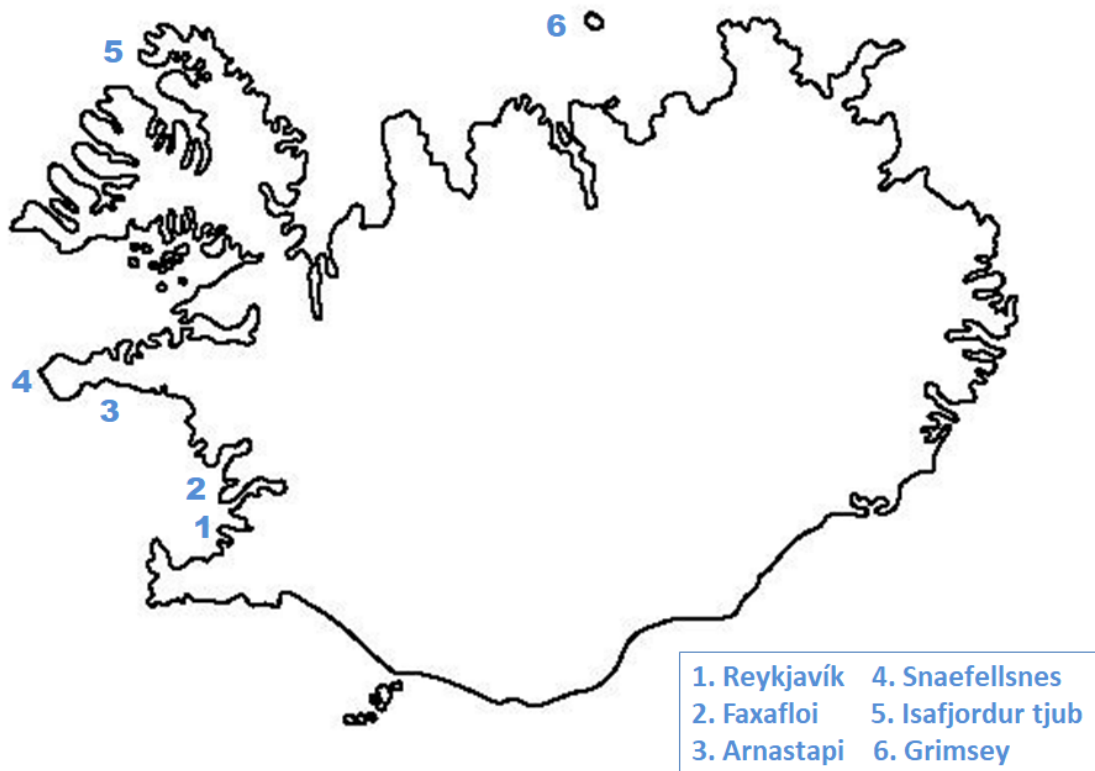 6
5
4
3
2
1
1. Reykjavík 4. Snaefellsnes
2. Faxafloi 5. Isafjordur tjub
3. Arnastapi 6. Grimsey